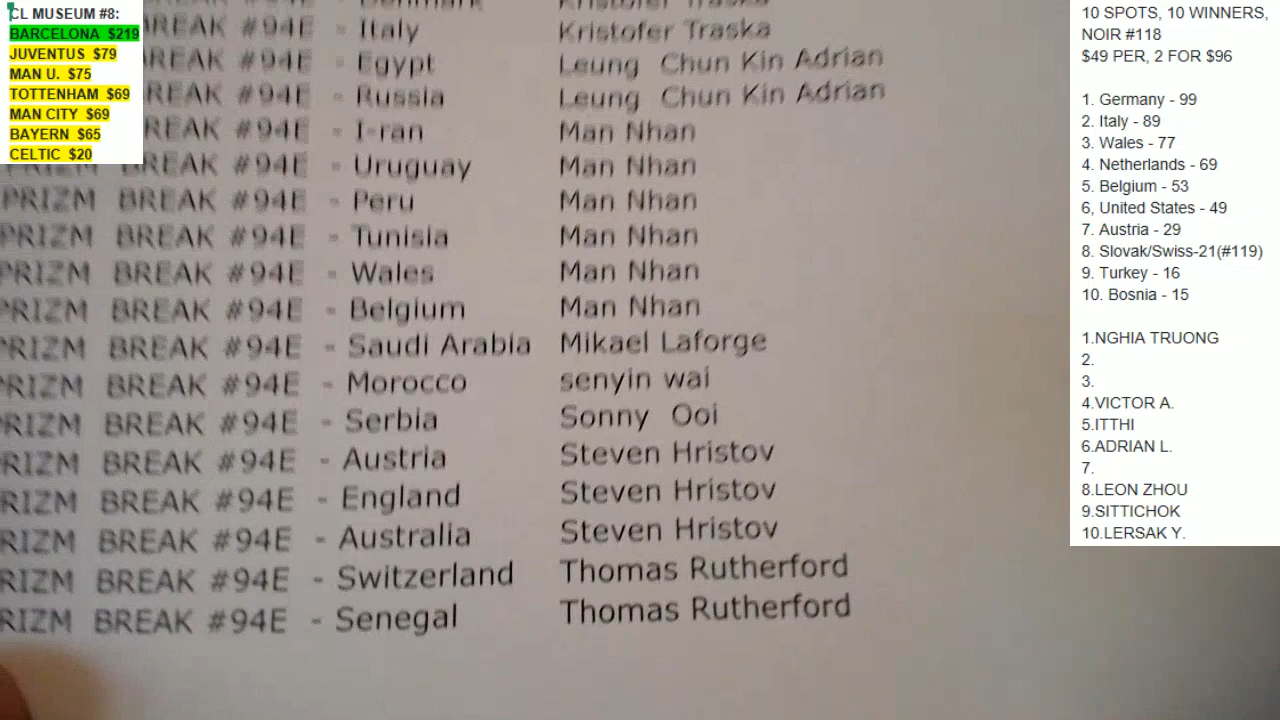 CL MUSEUM #8:
BARCELONA $219
JUVENTUS $79
MAN U. $75
TOTTENHAM $69
MAN CITY $69
BAYERN $65
CELTIC $20
Kristofer Traska
REAK #94E - Italy Kristofer Traska
REAK #94E - Egypt Leung Chun Kin Adrian
REAK #94E - Russia Leung Chun Kin Adrian
REAK #94E - I-ran Man Nhan
BREAK #94E - Uruguay Man Nhan
PRIZM BREAK #94E - Peru Man Nhan
PRIZM BREAK #94E - Tunisia Man Nhan
PRIZM BREAK #94E - Wales Man Nhan
PRIZM BREAK #94E - Belgium Man Nhan
PRIZM BREAK #94E - Saudi Arabia Mikael Laforge
PRIZM BREAK #94E - Morocco senyin wai
RIZM BREAK #94E - Serbia Sonny Ooi
RIZM BREAK #94E - Austria Steven Hristov
RIZM BREAK #94E - England Steven Hristov
RIZM BREAK #94E - Australia Steven Hristov
RIZM BREAK #94E - Switzerland Thomas Rutherford
RIZM BREAK #94E - Senegal Thomas Rutherford
10 SPOTS, 10 WINNERS,
NOIR #118
$49 PER, 2 FOR $96
1. Germany - 99
2. Italy - 89
3. Wales - 77
4. Netherlands - 69
5. Belgium - 53
6, United States - 49
7. Austria - 29
8. Slovak/Swiss-21(#119)
9. Turkey - 16
10. Bosnia - 15
1.NGHIA TRUONG
2.
3.
4.VICTOR A.
5.ITTHI
6.ADRIAN L.
7.
8.LEON ZHOU
9.SITTICHOK
10.LERSAK Y.